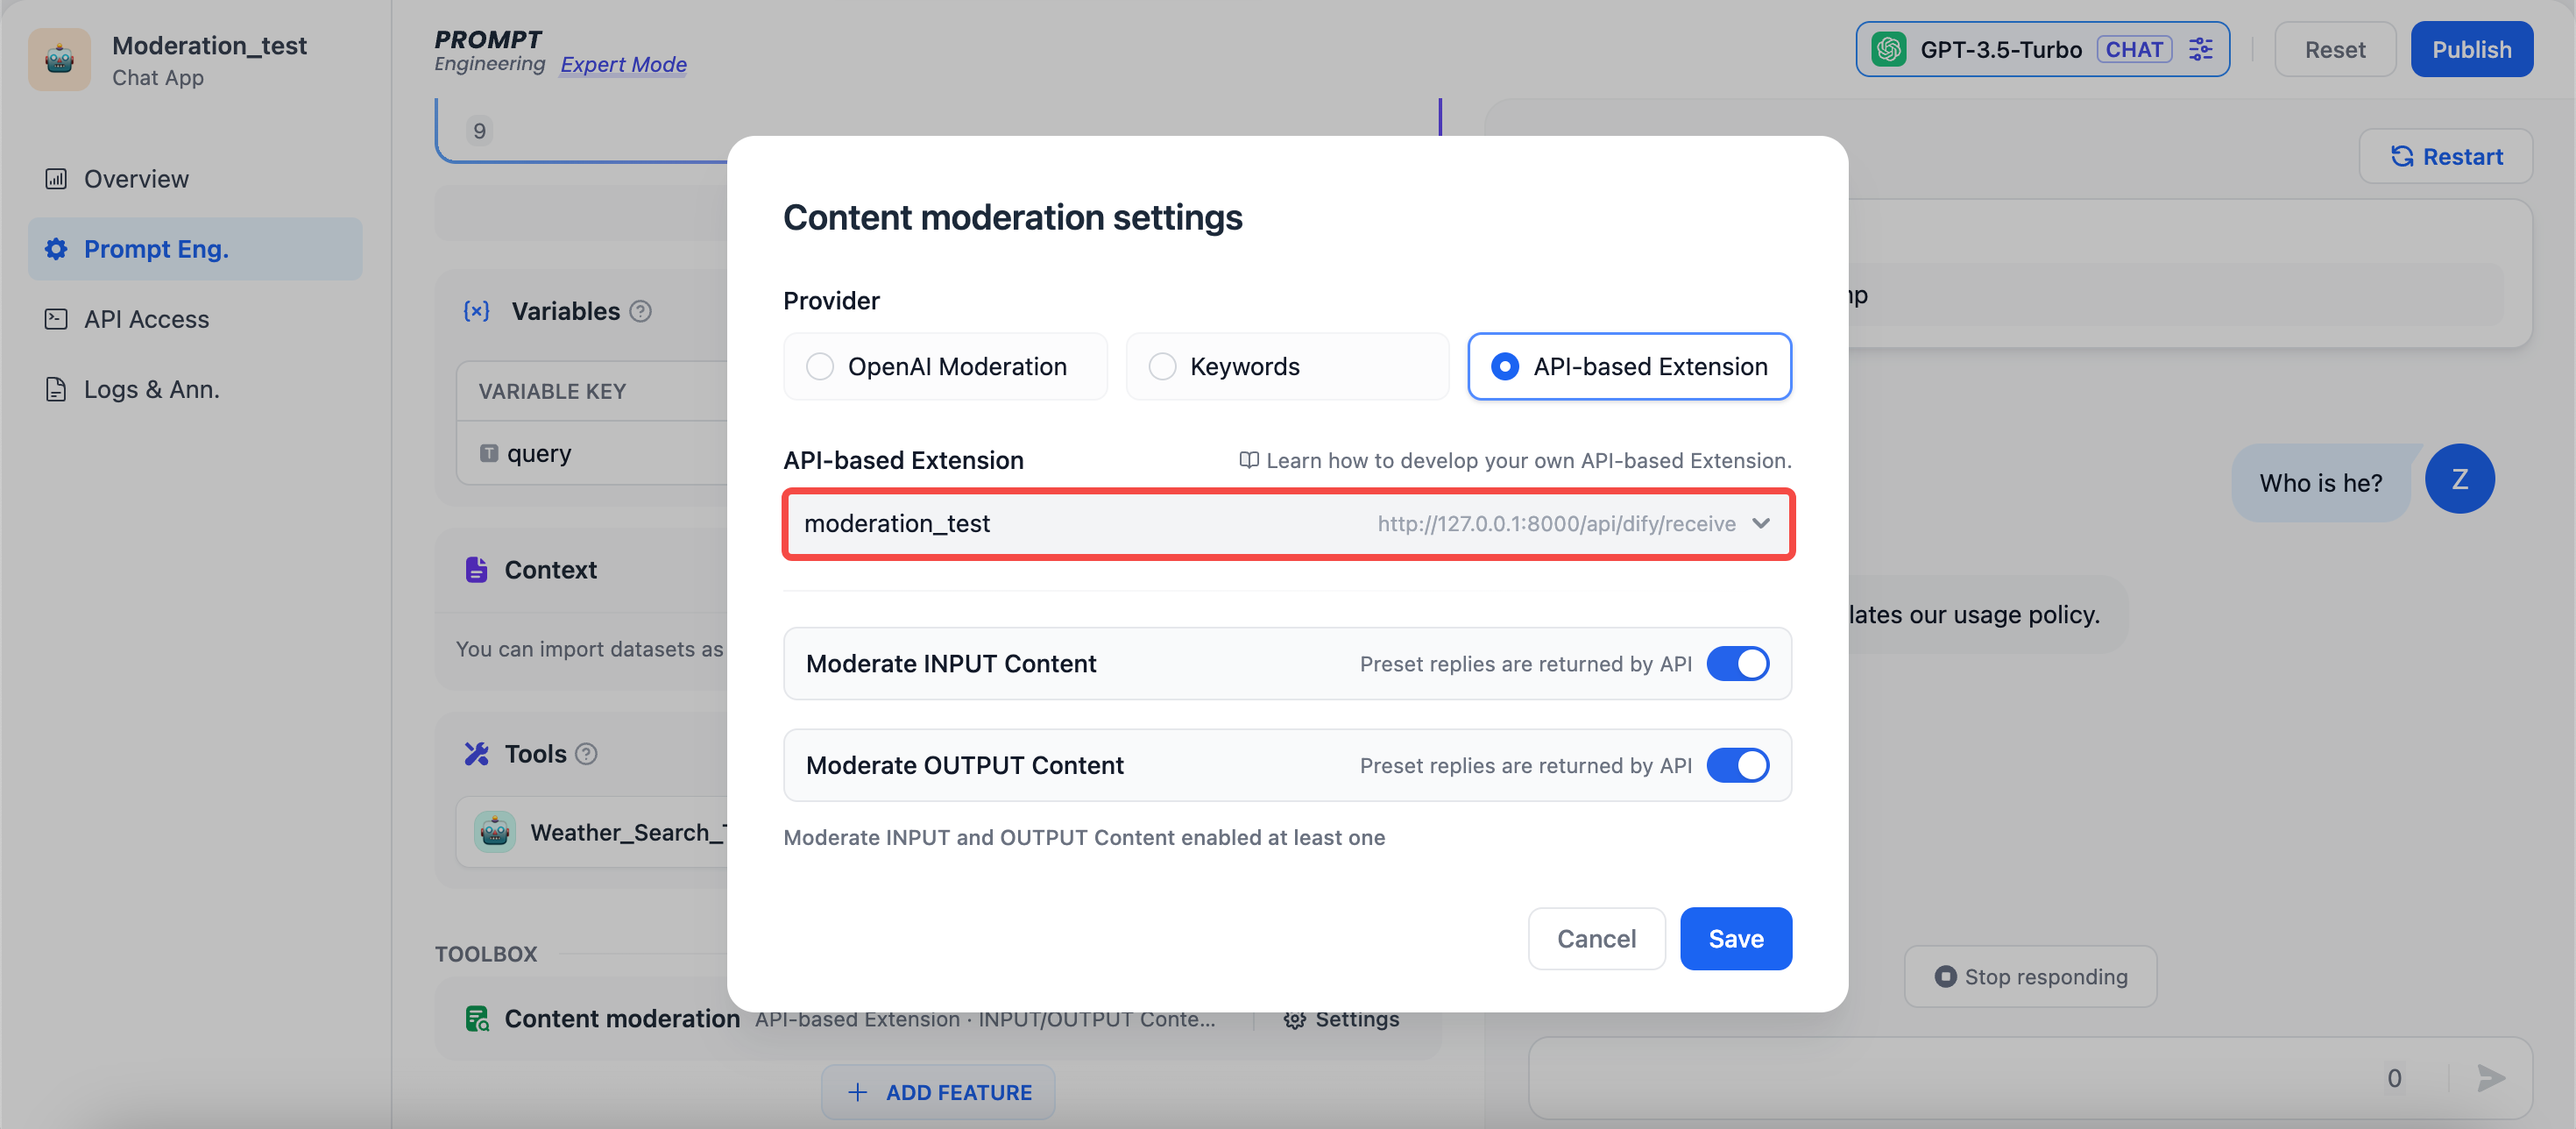 Moderation_test
Chat App
Overview
Prompt Eng.
API Access
Logs & Ann.
PROMPT
Engineering Expert Mode
GPT-3.5-Turbo CHAT
Reset
Publish
9
Restart
Variables
VARIABLE KEY
query
Context
You can import datasets as
Tools
TOOLBOX
Content moderation API-based Extension · INPUT/OUTPUT Conte... Settings
+ ADD FEATURE
Content moderation settings
Provider
OpenAI Moderation
Keywords
API-based Extension
API-based Extension
Learn how to develop your own API-based Extension.
moderation_test
http://127.0.0.1:8000/api/dify/receive
Moderate INPUT Content
Preset replies are returned by API
Moderate OUTPUT Content
Preset replies are returned by API
Moderate INPUT and OUTPUT Content enabled at least one
Cancel
Save
Who is he?
Z
our usage policy.
Stop responding
0